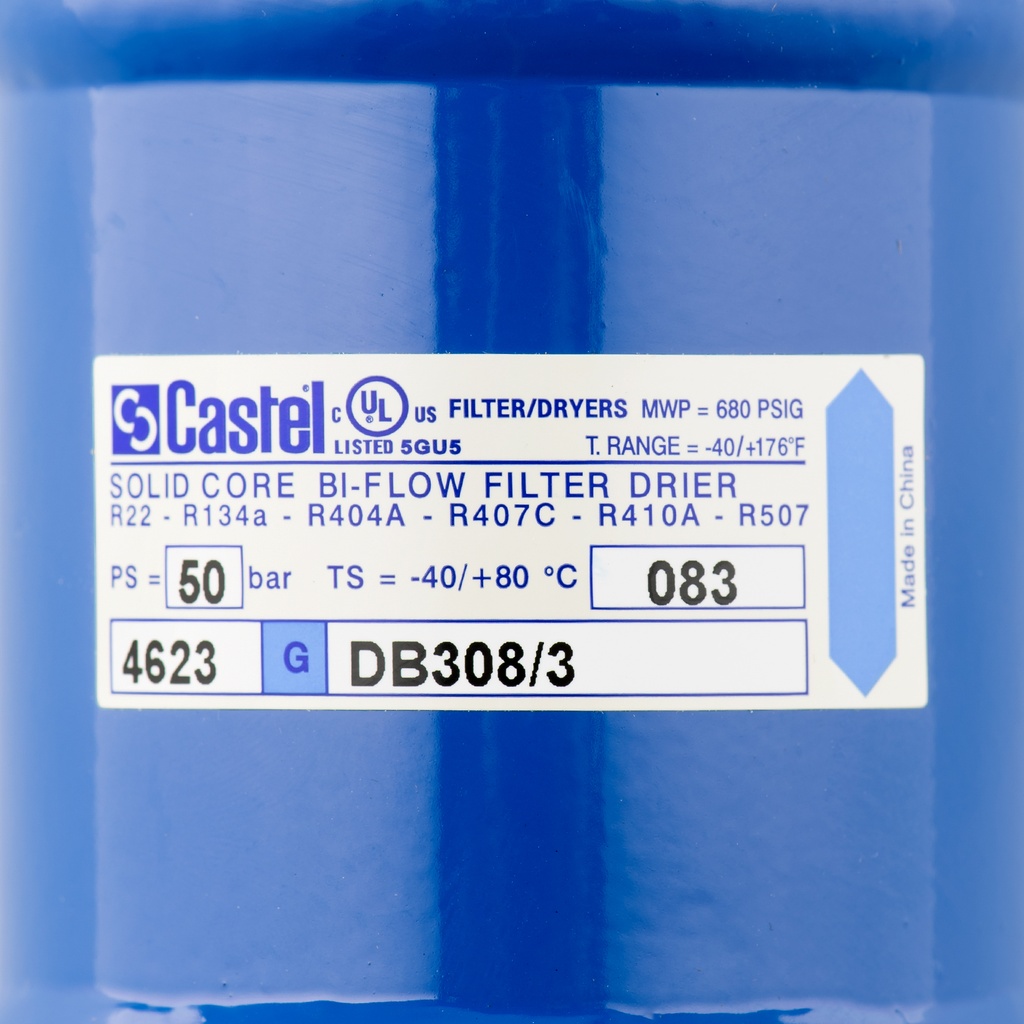 Castel® C UL® US FILTER/DRYERS MWP = 680 PSIG
LISTED 5GU5 T. RANGE = -40/+176°F
SOLID CORE BI-FLOW FILTER DRIER
R22 - R134a - R404A - R407C - R410A - R507
PS = 50 bar TS = -40/+80 °C 083
4623 G DB308/3
Made in China